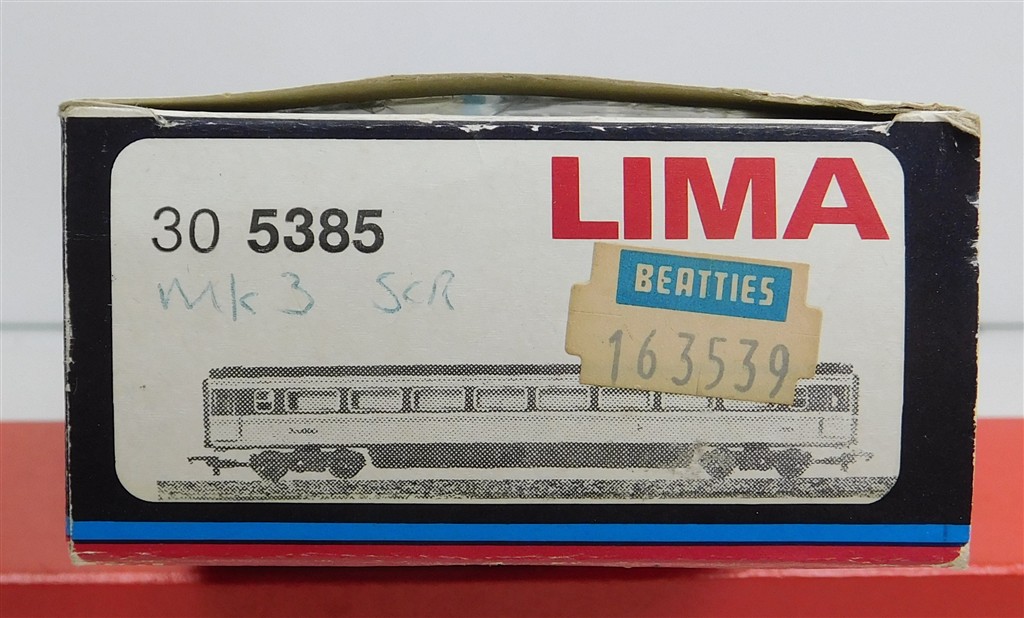 LIMA
30 5385
Mk 3 ScR
BEATTIES
163539